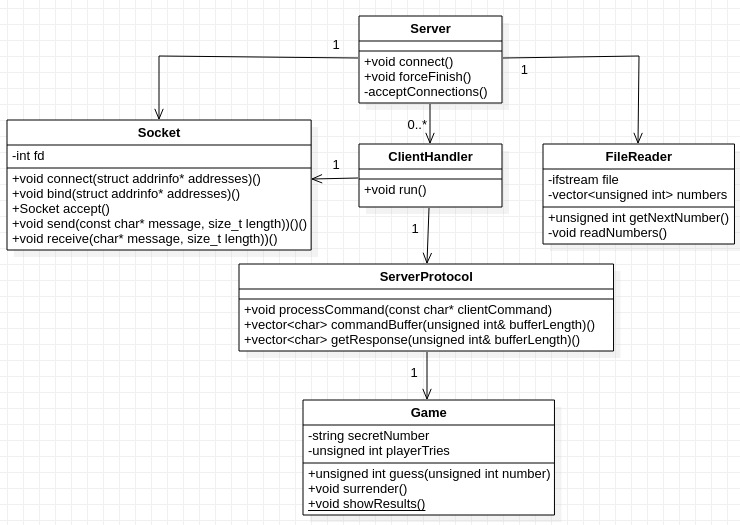 Server
+void connect()
+void forceFinish()
-acceptConnections()
1
1
0..*
Socket
-int fd
+void connect(struct addrinfo* addresses)()
+void bind(struct addrinfo* addresses)()
+Socket accept()
+void send(const char* message, size_t length))()()
+void receive(char* message, size_t length))()
1
ClientHandler
+void run()
FileReader
-ifstream file
-vector<unsigned int> numbers
+unsigned int getNextNumber()
-void readNumbers()
1
ServerProtocol
+void processCommand(const char* clientCommand)
+vector<char> commandBuffer(unsigned int& bufferLength)()
+vector<char> getResponse(unsigned int& bufferLength)()
1
Game
-string secretNumber
-unsigned int playerTries
+unsigned int guess(unsigned int number)
+void surrender()
+void showResults()